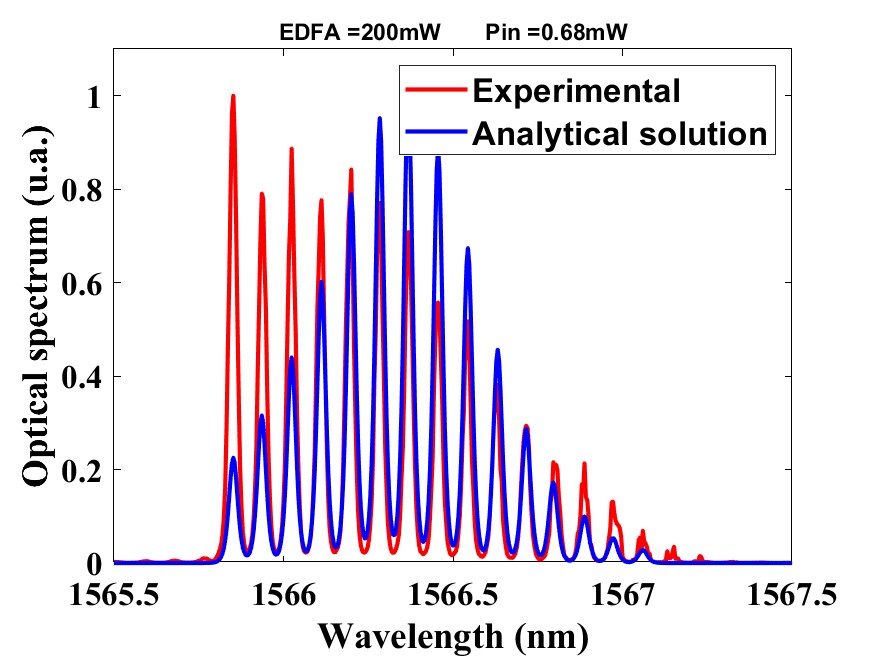 EDFA =200mW Pin =0.68mW
Experimental
Analytical solution
Optical spectrum (u.a.)
1
0.8
0.6
0.4
0.2
0
1565.5 1566 1566.5 1567 1567.5
Wavelength (nm)